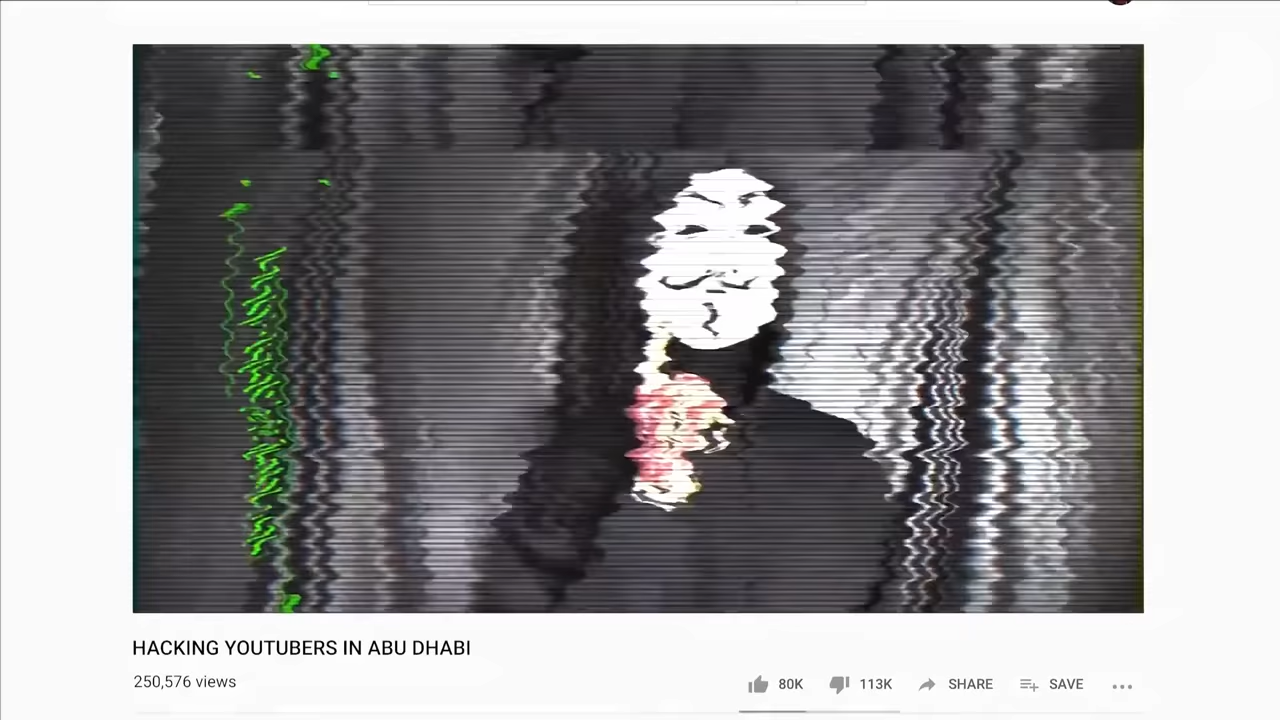 HACKING YOUTUBERS IN ABU DHABI
250,576 views
80K
113K
SHARE
SAVE